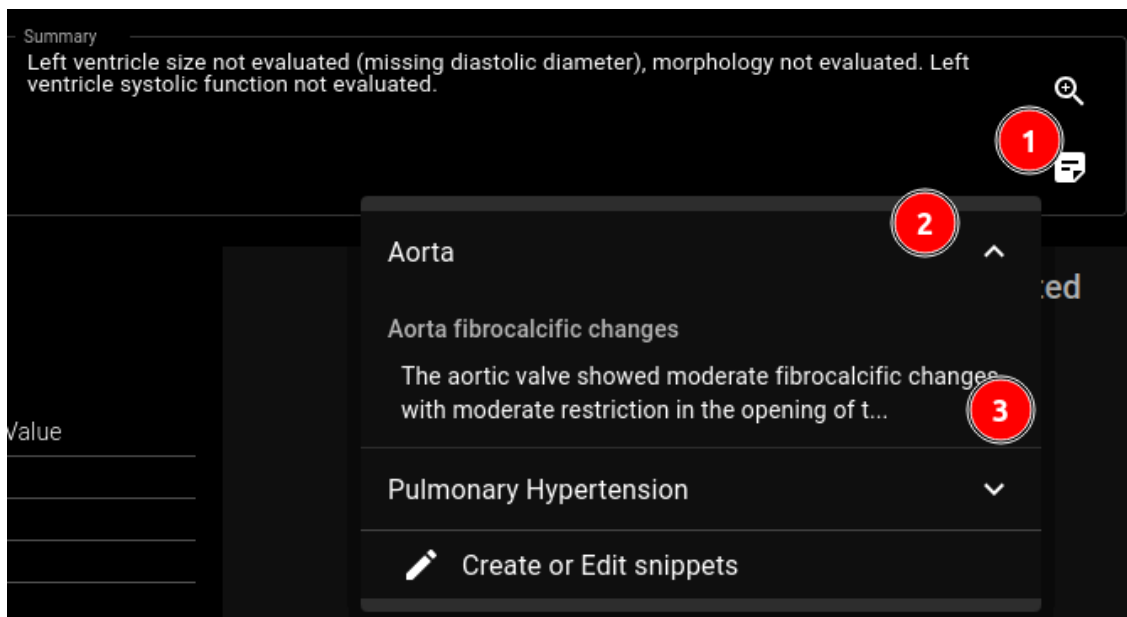 Summary
Left ventricle size not evaluated (missing diastolic diameter), morphology not evaluated. Left
ventricle systolic function not evaluated.
1
2
Aorta
ted
Aorta fibrocalcific changes
The aortic valve showed moderate fibrocalcific changes
with moderate restriction in the opening of t...
3
Value
Pulmonary Hypertension
Create or Edit snippets